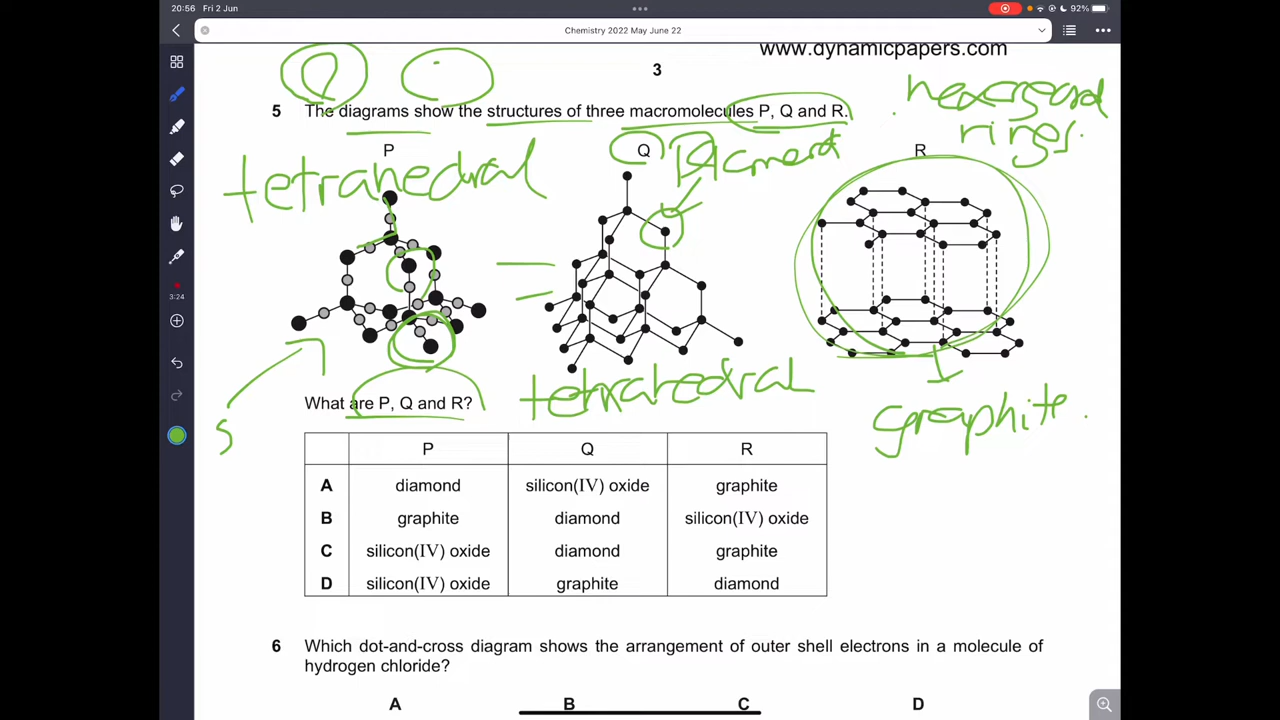 20:56 Fri 2 Jun
92%
Chemistry 2022 May June 22
www.dynamicpapers.com
3
hexagonal
rings.
5 The diagrams show the structures of three macromolecules P, Q and R.
P Q R
tetrahedral
Diamond
3:24
tetrahedral
graphite.
S
What are P, Q and R?
P Q R
A diamond silicon(IV) oxide graphite
B graphite diamond silicon(IV) oxide
C silicon(IV) oxide diamond graphite
D silicon(IV) oxide graphite diamond
6 Which dot-and-cross diagram shows the arrangement of outer shell electrons in a molecule of
hydrogen chloride?
A B C D